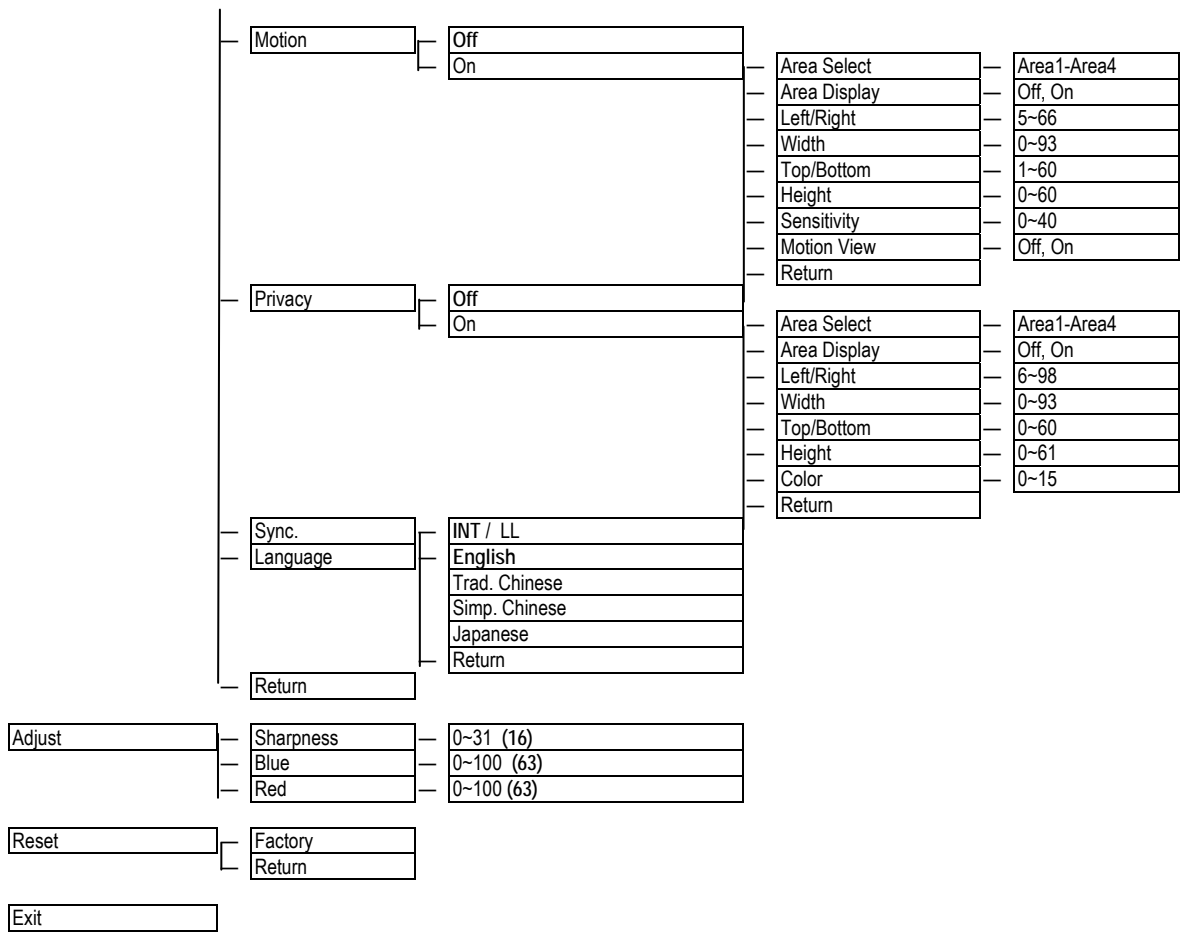 Motion Off
On Area Select Area1-Area4
Area Display Off, On
Left/Right 5~66
Width 0~93
Top/Bottom 1~60
Height 0~60
Sensitivity 0~40
Motion View Off, On
Return
Privacy Off
On Area Select Area1-Area4
Area Display Off, On
Left/Right 6~98
Width 0~93
Top/Bottom 0~60
Height 0~61
Color 0~15
Return
Sync. INT / LL
Language English
Trad. Chinese
Simp. Chinese
Japanese
Return
Return
Adjust Sharpness 0~31 (16)
Blue 0~100 (63)
Red 0~100 (63)
Reset Factory
Return
Exit